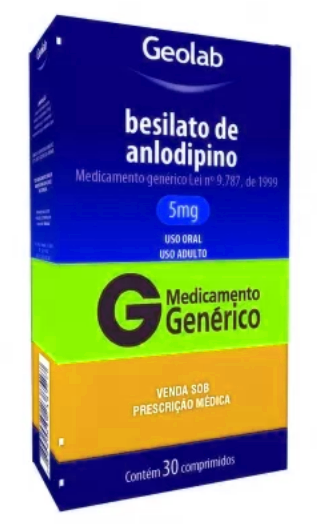 Geolab
besilato de
anlodipino
Medicamento genérico Lei nº 9.787, de 1999
5mg
USO ORAL
USO ADULTO
G Medicamento
Genérico
VENDA SOB
PRESCRIÇÃO MÉDICA
Contém 30 comprimidos